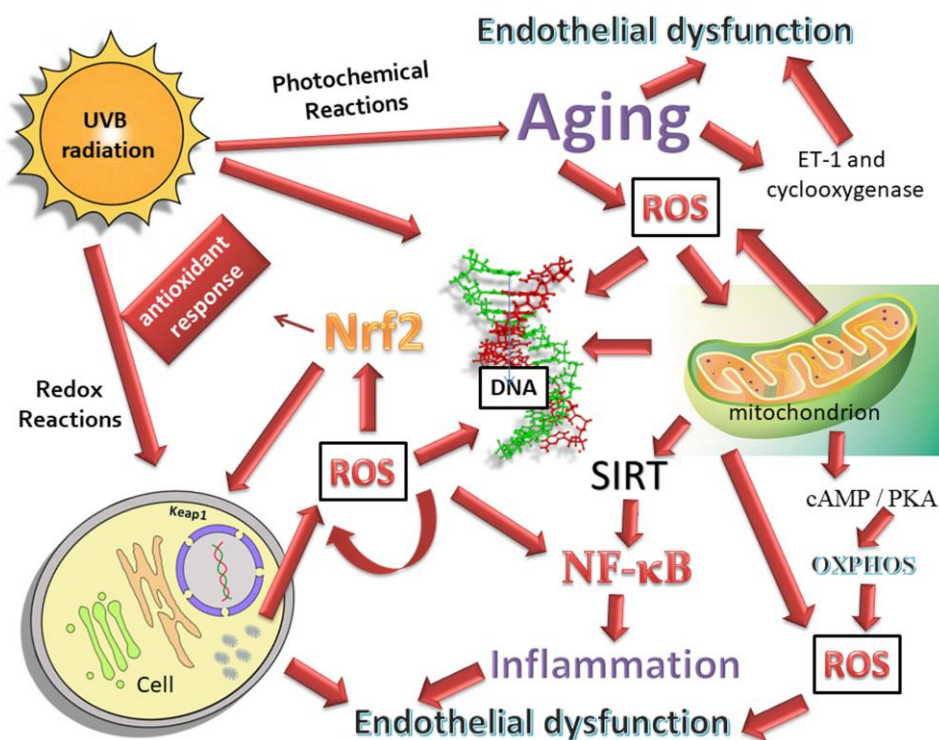 Endothelial dysfunction
Photochemical
Reactions
UVB
radiation
Aging
ET-1 and
cyclooxygenase
ROS
antioxidant
response
Nrf2
DNA
mitochondrion
Redox
Reactions
ROS
SIRT
cAMP / PKA
Keap1
NF-κB
OXPHOS
Inflammation
ROS
Cell
Endothelial dysfunction